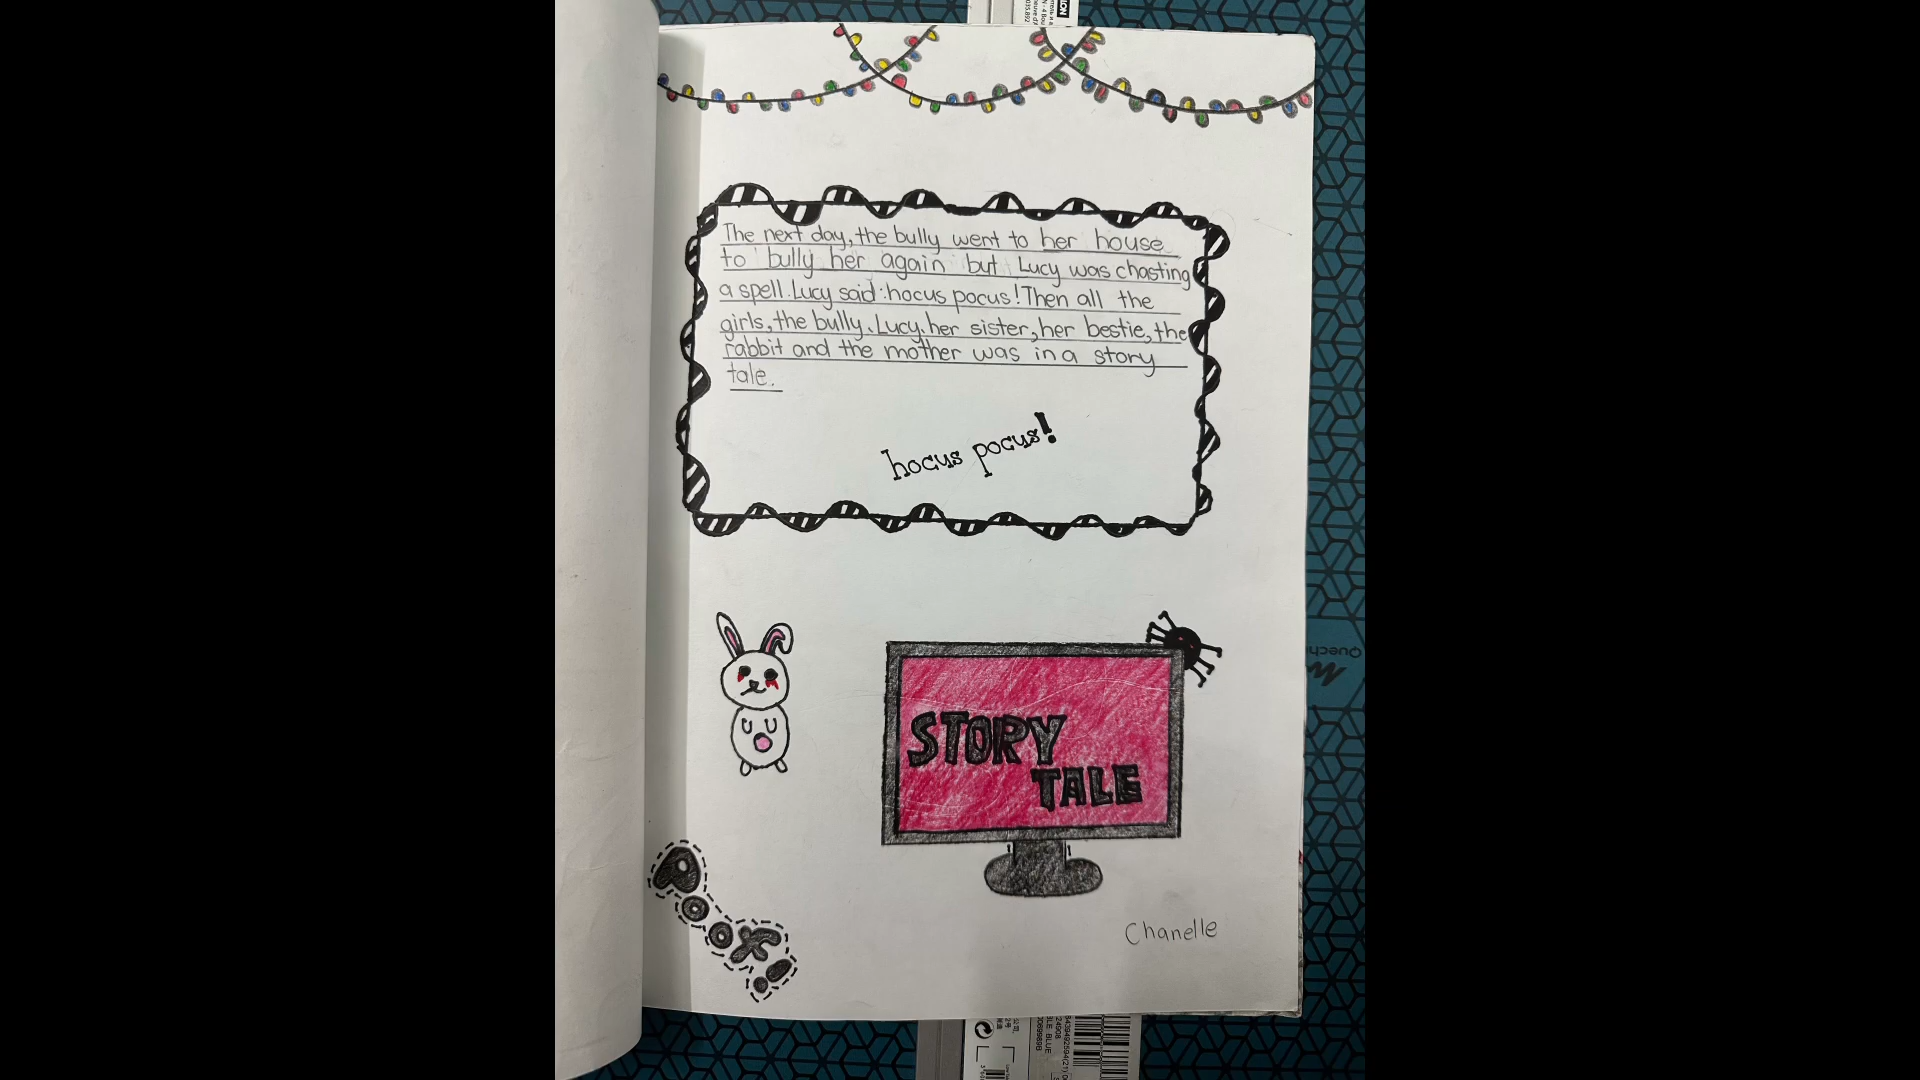 The next day, the bully went to her house
to bully her again but Lucy was chasting
a spell. Lucy said: hocus pocus! Then all the
girls, the bully, Lucy, her sister, her bestie, the
rabbit and the mother was in a story
tale.
hocus pocus!
STORY
TALE
Poof!
Chanelle
Quechua